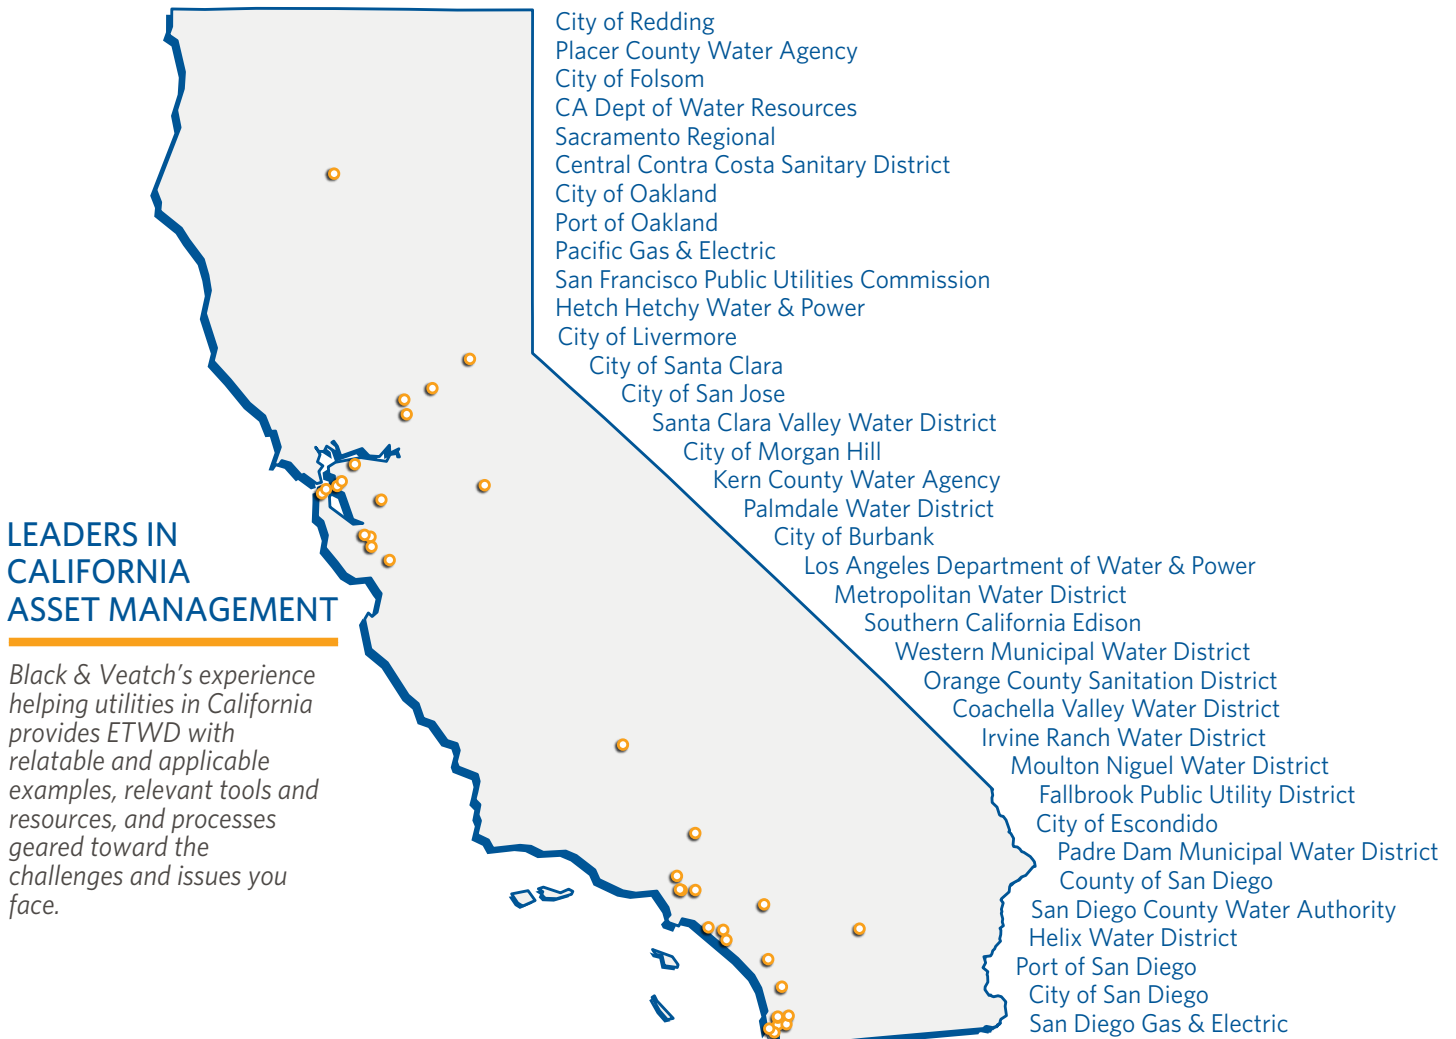 City of Redding
Placer County Water Agency
City of Folsom
CA Dept of Water Resources
Sacramento Regional
Central Contra Costa Sanitary District
City of Oakland
Port of Oakland
Pacific Gas & Electric
San Francisco Public Utilities Commission
Hetch Hetchy Water & Power
City of Livermore
City of Santa Clara
City of San Jose
Santa Clara Valley Water District
City of Morgan Hill
Kern County Water Agency
Palmdale Water District
City of Burbank
Los Angeles Department of Water & Power
Metropolitan Water District
Southern California Edison
Western Municipal Water District
Orange County Sanitation District
Coachella Valley Water District
Irvine Ranch Water District
Moulton Niguel Water District
Fallbrook Public Utility District
City of Escondido
Padre Dam Municipal Water District
County of San Diego
San Diego County Water Authority
Helix Water District
Port of San Diego
City of San Diego
San Diego Gas & Electric
LEADERS IN
CALIFORNIA
ASSET MANAGEMENT
Black & Veatch’s experience
helping utilities in California
provides ETWD with
relatable and applicable
examples, relevant tools and
resources, and processes
geared toward the
challenges and issues you
face.